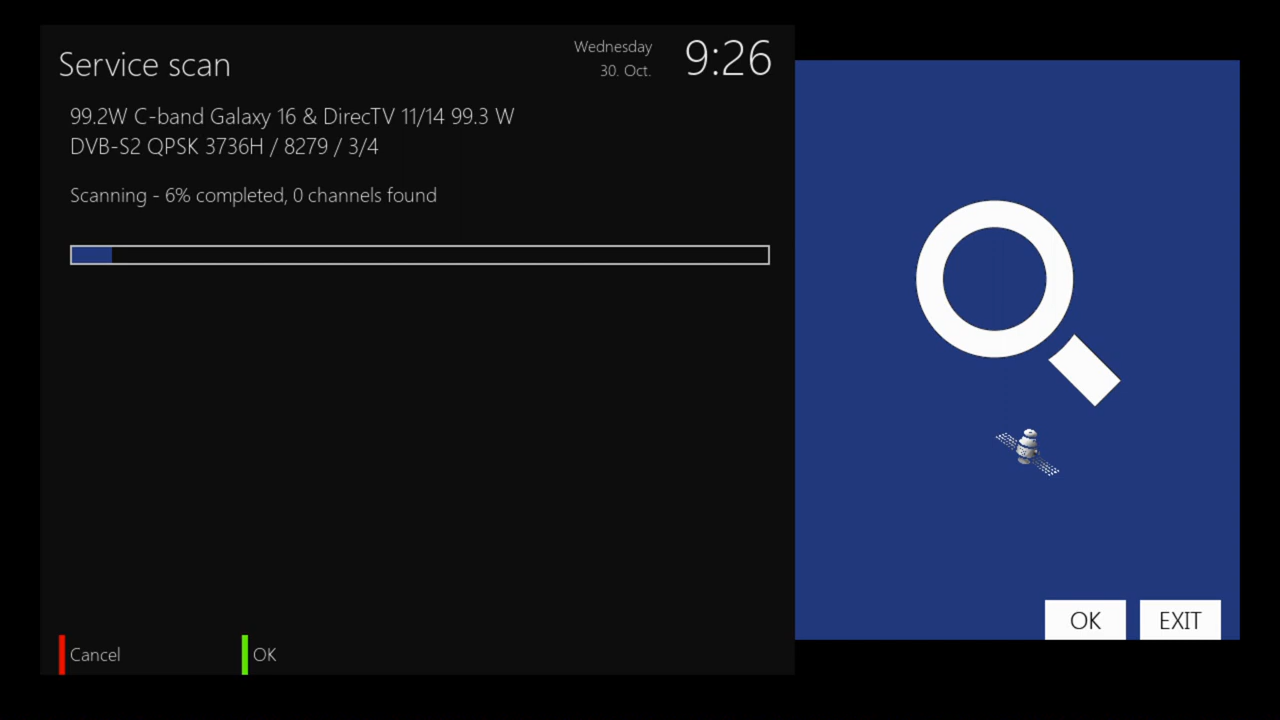 Service scan
Wednesday
30. Oct.
9:26
99.2W C-band Galaxy 16 & DirecTV 11/14 99.3 W
DVB-S2 QPSK 3736H / 8279 / 3/4
Scanning - 6% completed, 0 channels found
OK
EXIT
Cancel
OK